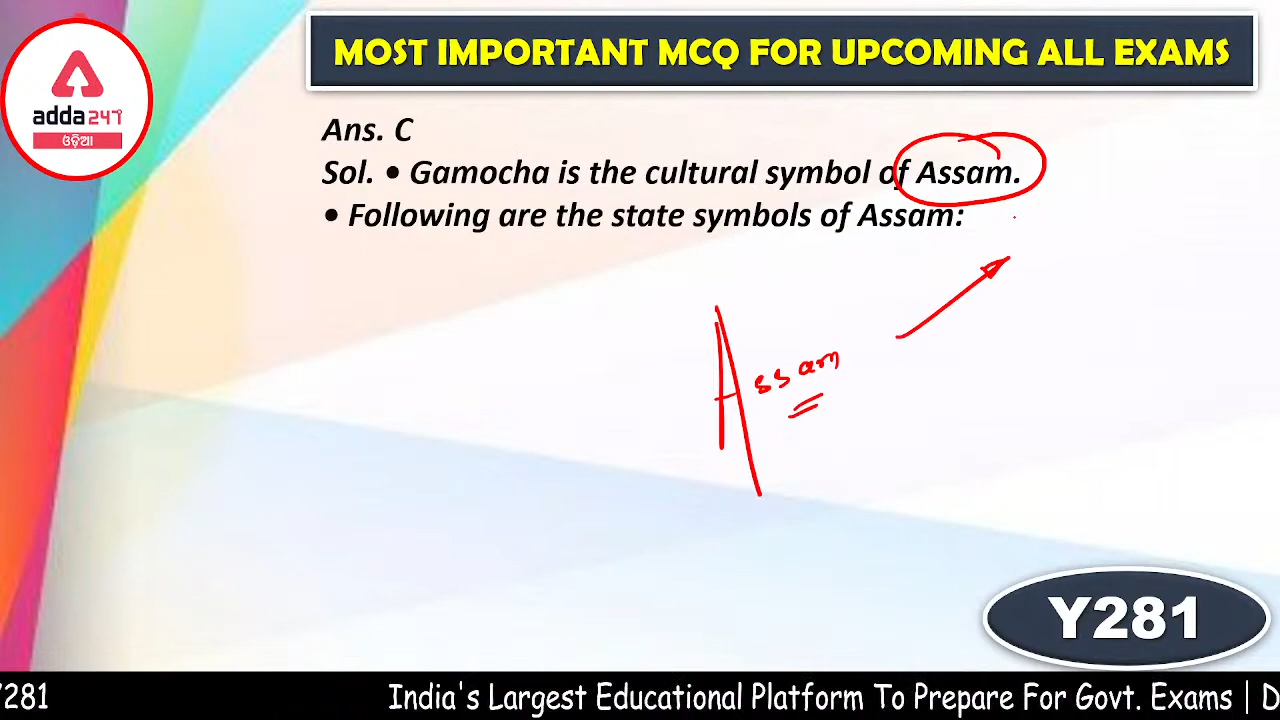 MOST IMPORTANT MCQ FOR UPCOMING ALL EXAMS
adda247
ଓଡ଼ିଆ
Ans. C
Sol. • Gamocha is the cultural symbol of Assam.
• Following are the state symbols of Assam:
Assam
Y281
Y281
India's Largest Educational Platform To Prepare For Govt. Exams | D